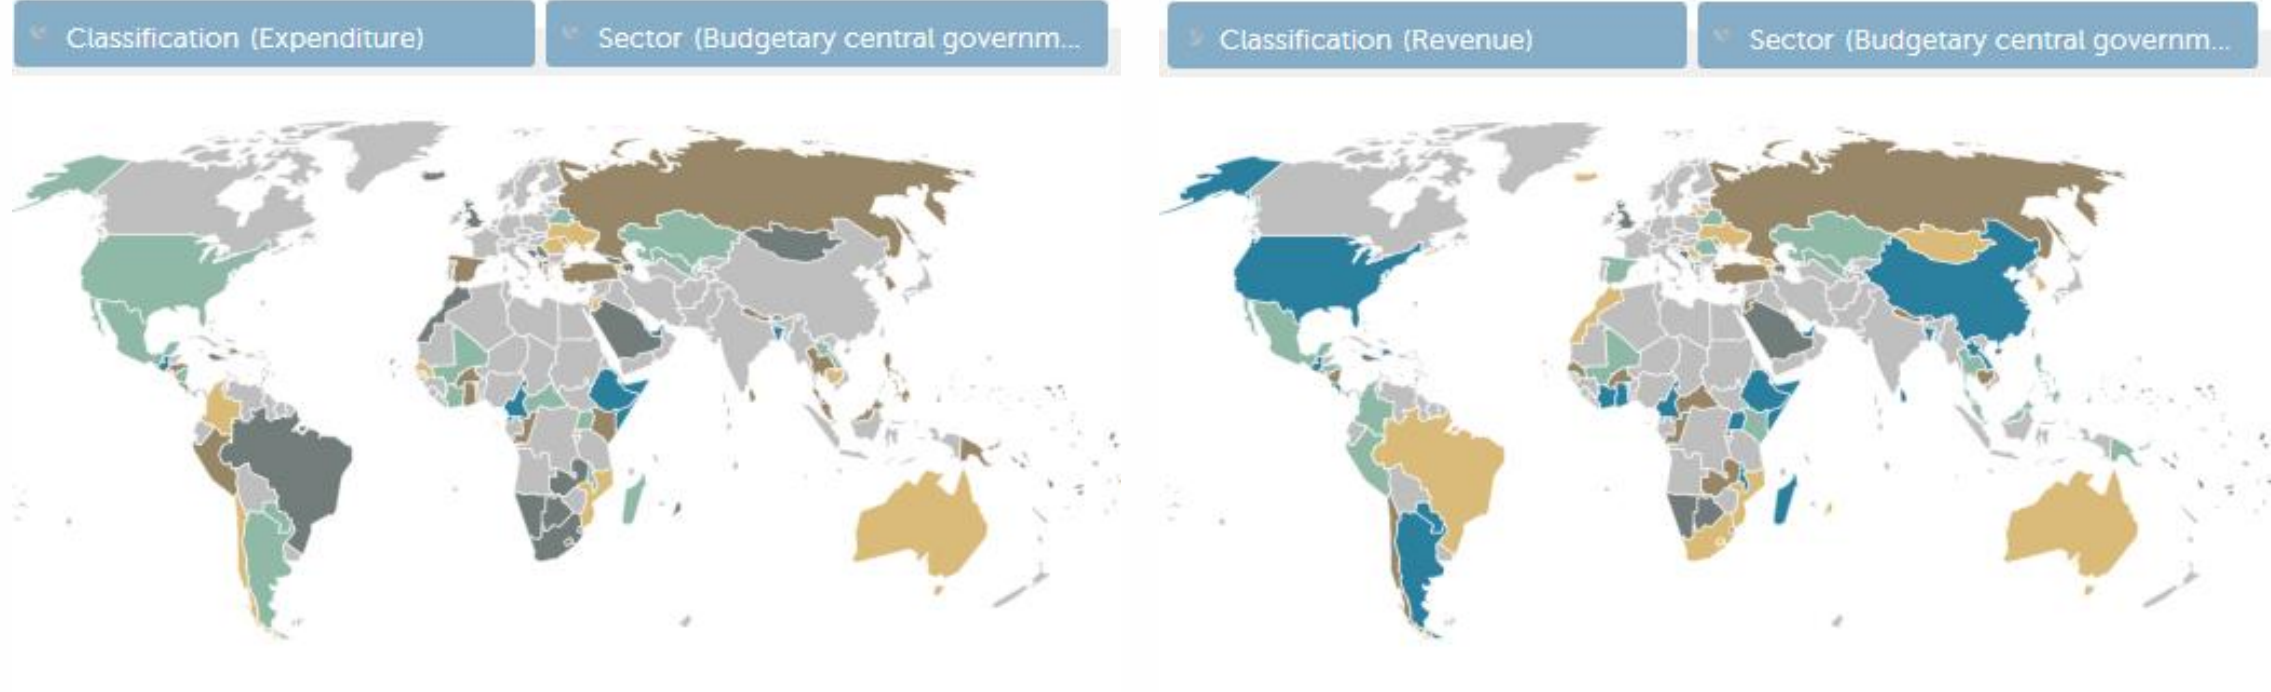 Classification (Expenditure)
Sector (Budgetary central governm...
Classification (Revenue)
Sector (Budgetary central governm...